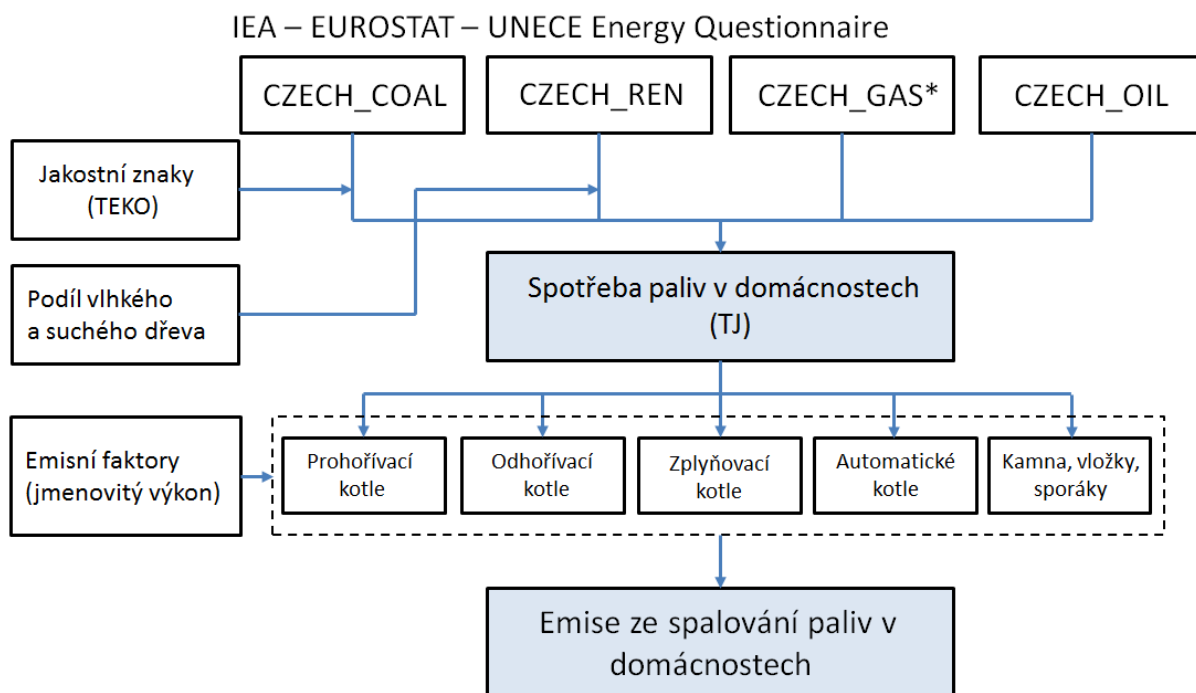 IEA – EUROSTAT – UNECE Energy Questionnaire
CZECH_COAL
CZECH_REN
CZECH_GAS*
CZECH_OIL
Jakostní znaky
(TEKO)
Podíl vlhkého
a suchého dřeva
Spotřeba paliv v domácnostech
(TJ)
Emisní faktory
(jmenovitý výkon)
Prohořívací
kotle
Odhořívací
kotle
Zplyňovací
kotle
Automatické
kotle
Kamna, vložky,
sporáky
Emise ze spalování paliv v
domácnostech